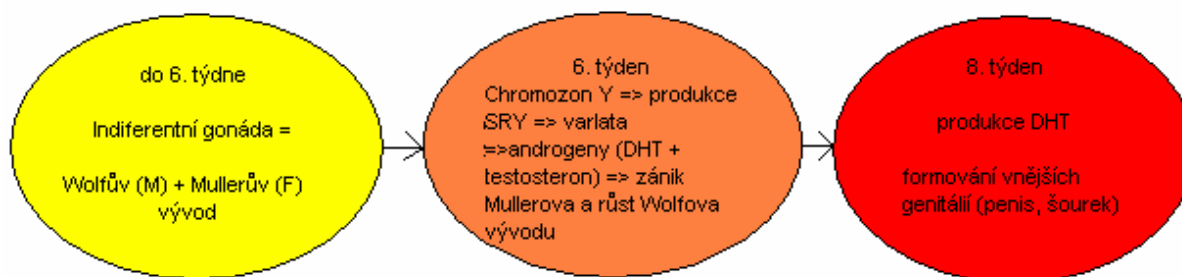 do 6. týdne
Indiferentní gonáda =
Wolfův (M) + Mullerův (F)
vývod
6. týden
Chromozon Y => produkce
SRY => varlata
=>androgeny (DHT +
testosteron) => zánik
Mullerova a růst Wolfova
vývodu
8. týden
produkce DHT
formování vnějších
genitálií (penis, šourek)